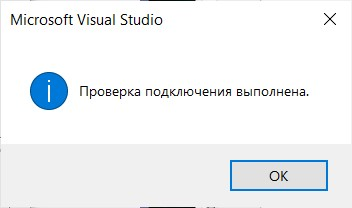 Microsoft Visual Studio
Проверка подключения выполнена.
OK